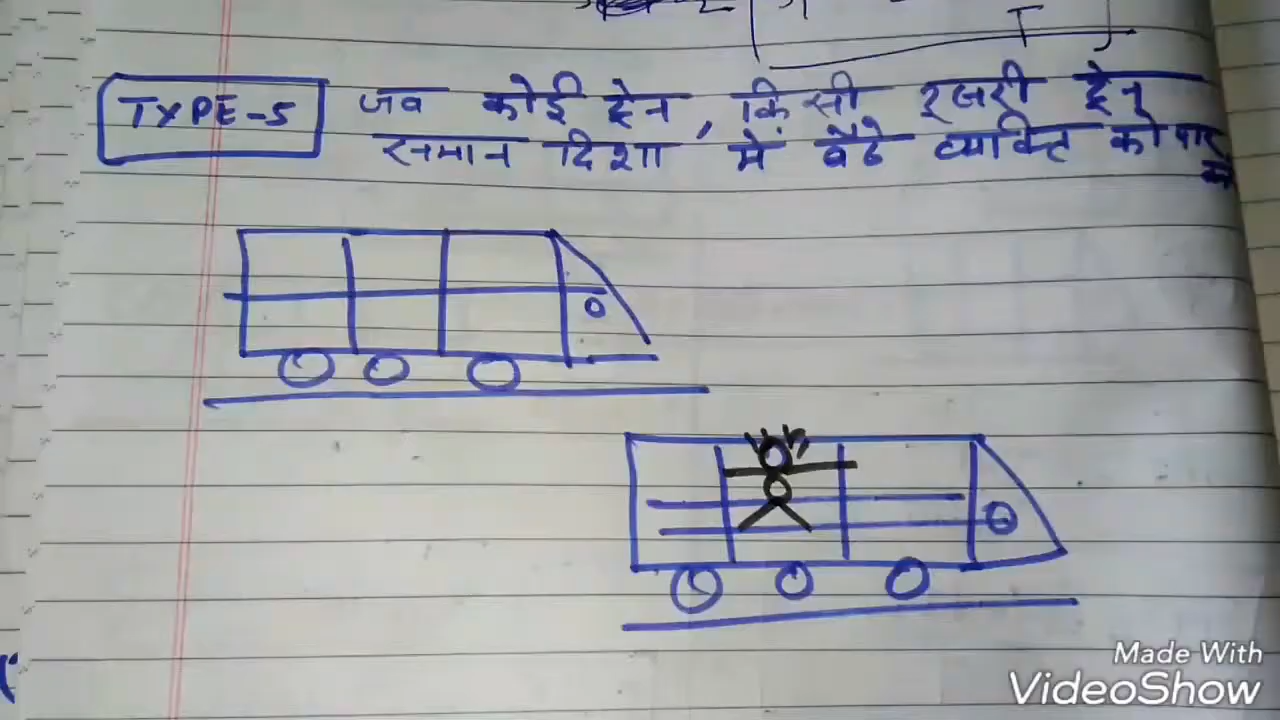 TYPE-5 जब कोई ट्रेन, किसी दूसरी ट्रेन
समान दिशा में बैठे व्यक्ति को पार
Made With
VideoShow